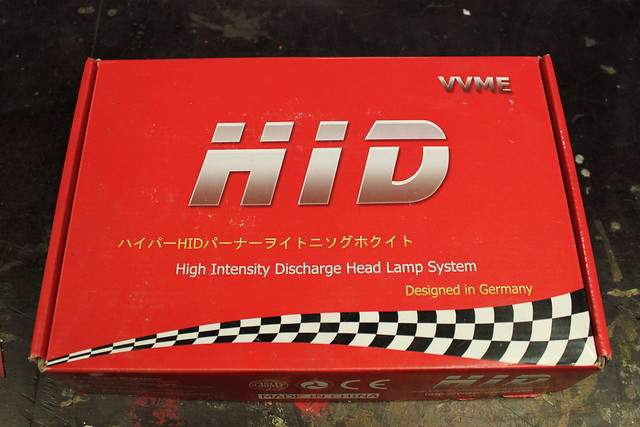 VVME
HID
ハイパーHIDパーナーヲイトニソグホクイト
High Intensity Discharge Head Lamp System
Designed in Germany
CE
HID
MADE IN CHINA